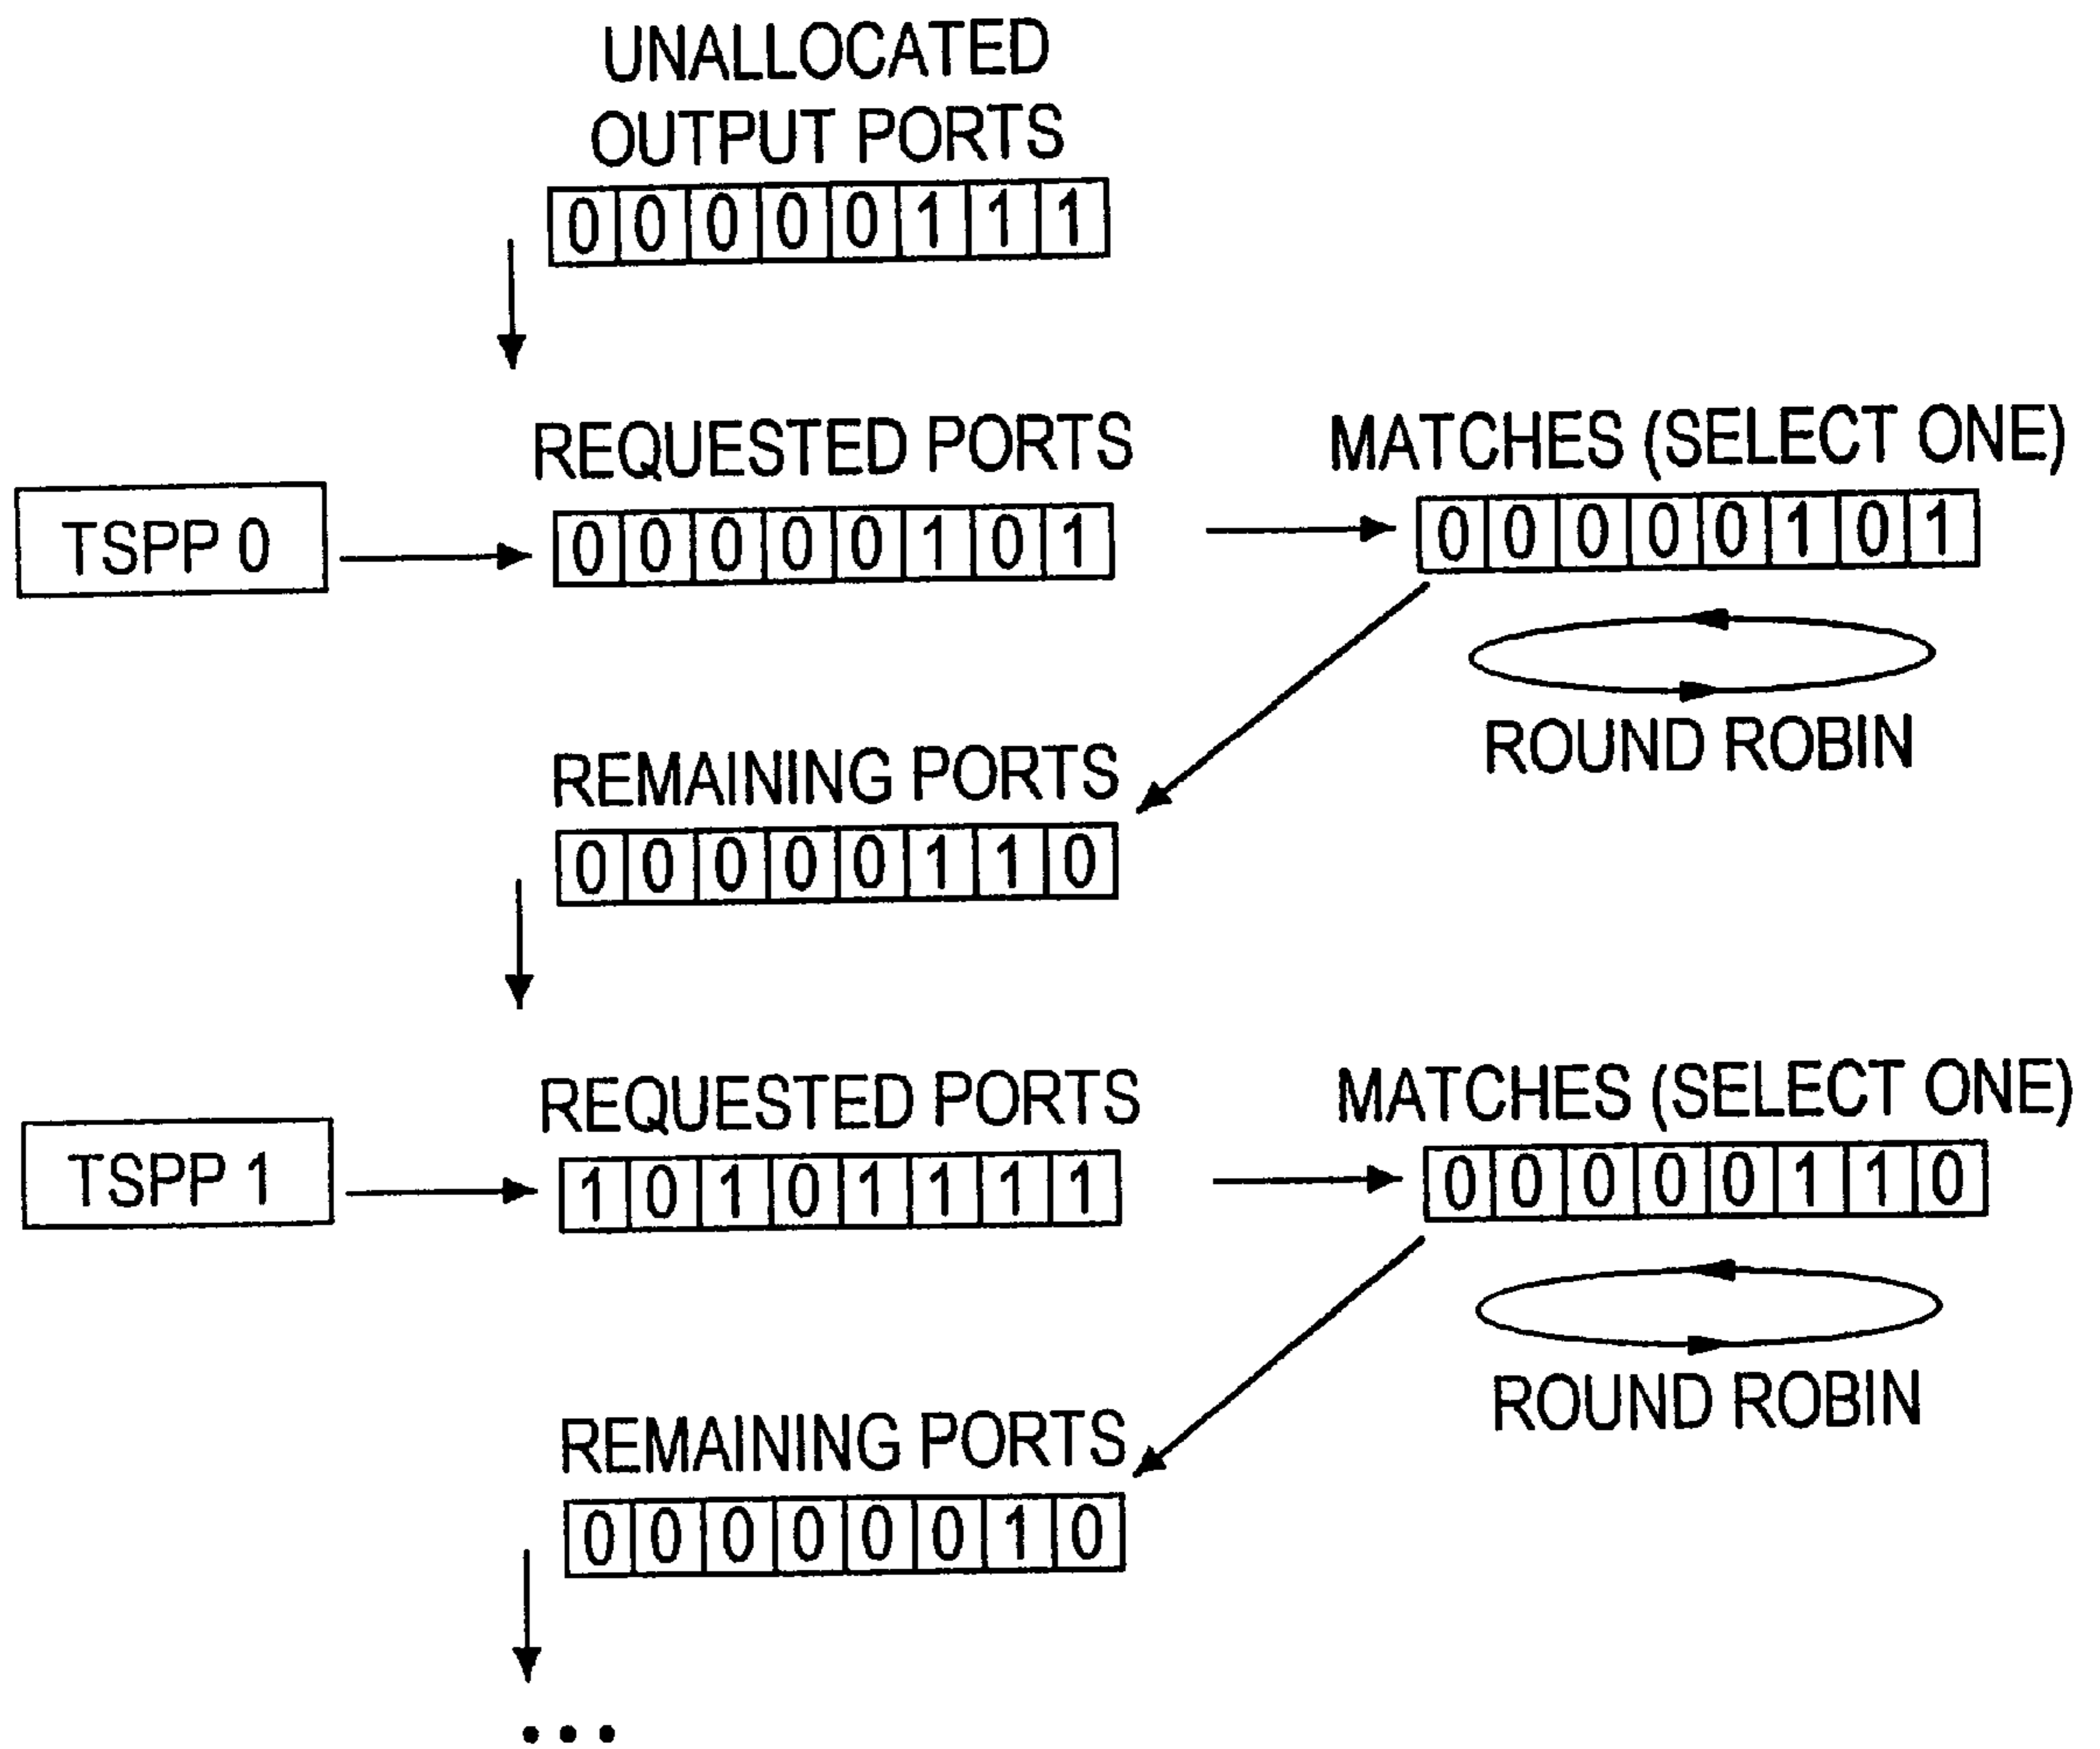 UNALLOCATED
OUTPUT PORTS
0 0 0 0 0 1 1 1
REQUESTED PORTS
MATCHES (SELECT ONE)
TSPP 0
0 0 0 0 0 1 0 1
0 0 0 0 0 1 0 1
ROUND ROBIN
REMAINING PORTS
0 0 0 0 0 1 1 0
REQUESTED PORTS
MATCHES (SELECT ONE)
TSPP 1
1 0 1 0 1 1 1 1
0 0 0 0 0 1 1 0
ROUND ROBIN
REMAINING PORTS
0 0 0 0 0 0 1 0
• • •